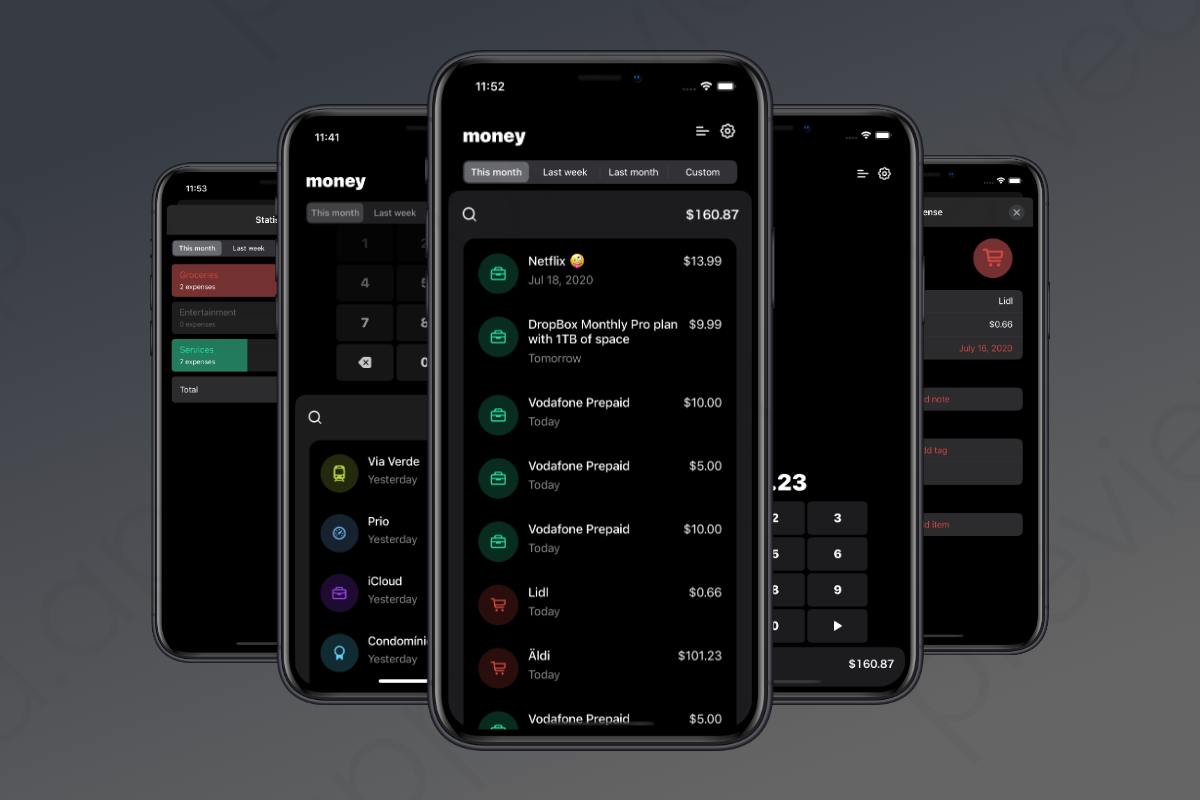 11:53
Statis
This month Last week
Groceries
2 expenses
Entertainment
0 expenses
Services
7 expenses
Total
11:41
money
This month Last week
1 2
4 5
7 8
0
Via Verde
Yesterday
Prio
Yesterday
iCloud
Yesterday
Condomíni
Yesterday
11:52
money
This month Last week Last month Custom
$160.87
Netflix 🤪 $13.99
Jul 18, 2020
DropBox Monthly Pro plan $9.99
with 1TB of space
Tomorrow
Vodafone Prepaid $10.00
Today
Vodafone Prepaid $5.00
Today
Vodafone Prepaid $10.00
Today
Lidl $0.66
Today
Äldi $101.23
Today
Vodafone Prepaid $5.00
.23
2 3
5 6
8 9
0
$160.87
ense
Lidl
$0.66
July 16, 2020
d note
dd tag
d item